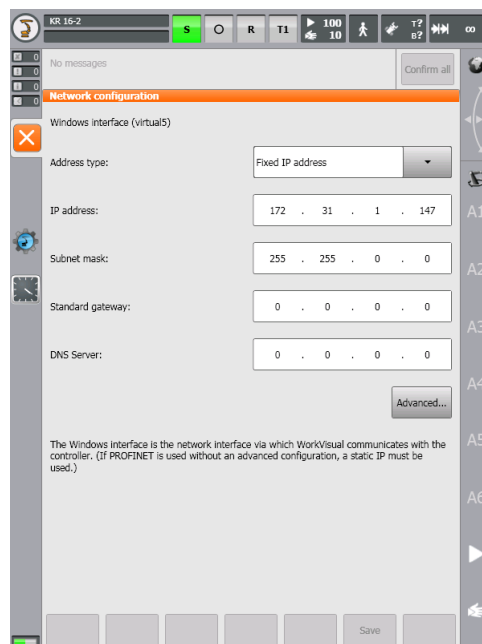 KR 16-2
S O R T1 100 10 T? B? ∞
0
0
0
0
No messages
Confirm all
Network configuration
Windows interface (virtual5)
Address type: Fixed IP address
IP address: 172 . 31 . 1 . 147
Subnet mask: 255 . 255 . 0 . 0
Standard gateway: 0 . 0 . 0 . 0
DNS Server: 0 . 0 . 0 . 0
Advanced...
The Windows interface is the network interface via which WorkVisual communicates with the
controller. (If PROFINET is used without an advanced configuration, a static IP must be
used.)
Save
A1
A2
A3
A4
A5
A6